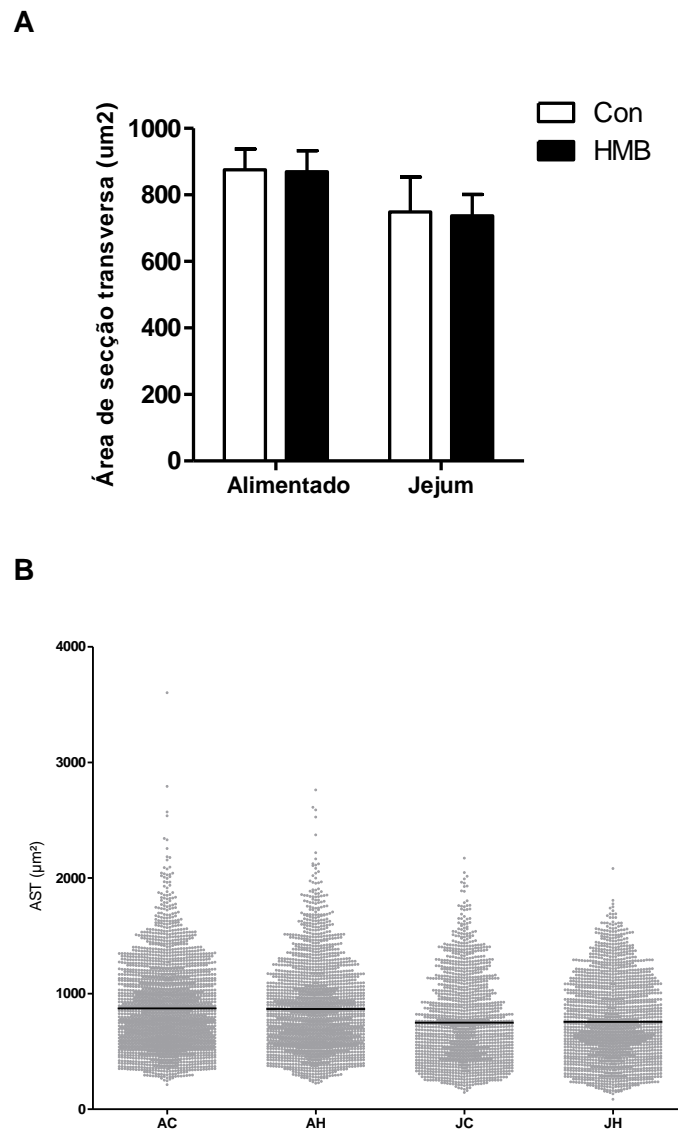 A
Con
HMB
Área de secção transversa (um2)
1000
800
600
400
200
0
Alimentado
Jejum
B
AST (µm²)
4000
3000
2000
1000
0
AC
AH
JC
JH